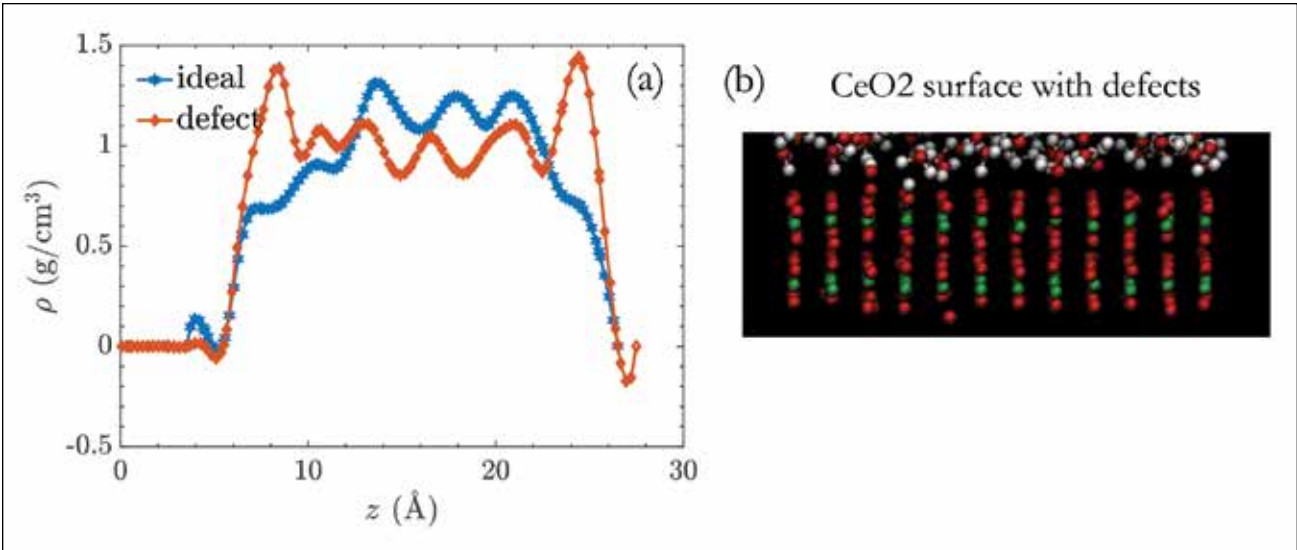 1.5
1
0.5
0
-0.5
ρ (g/cm³)
ideal
defect
(a)
0
10
20
30
z (Å)
(b)
CeO2 surface with defects